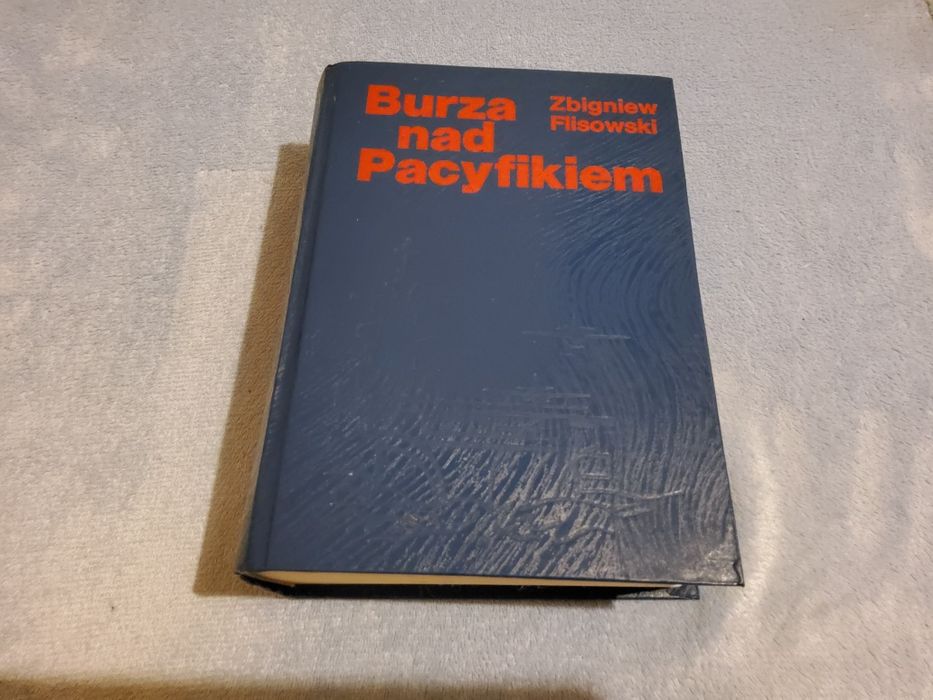 Burza
nad
Pacyfikiem
Zbigniew
Flisowski